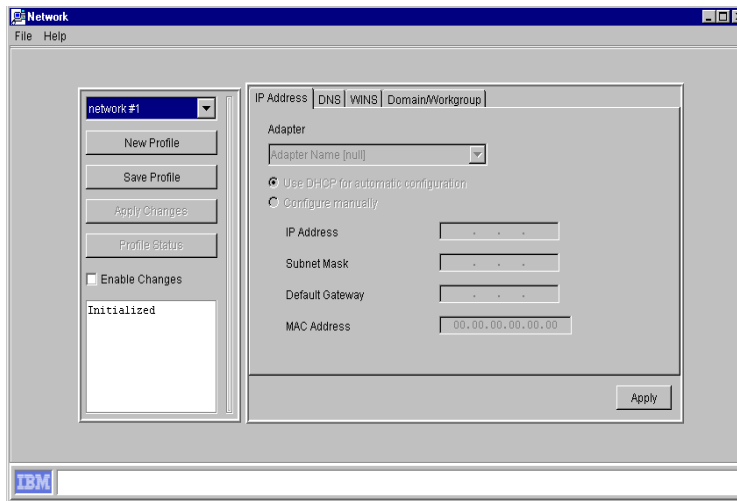 Network
File Help
network #1
New Profile
Save Profile
Apply Changes
Profile Status
Enable Changes
Initialized
IP Address DNS WINS Domain/Workgroup
Adapter
Adapter Name [null]
Use DHCP for automatic configuration
Configure manually
IP Address . . .
Subnet Mask . . .
Default Gateway . . .
MAC Address 00.00.00.00.00.00
Apply
IBM